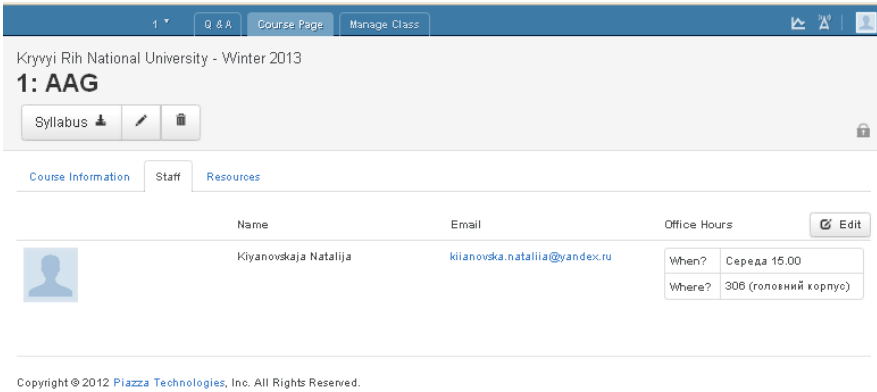 1 Q & A Course Page Manage Class
Kryvyi Rih National University - Winter 2013
1: AAG
Syllabus
Course Information Staff Resources
Name Email Office Hours Edit
Kiyanovskaja Natalija kiianovska.nataliia@yandex.ru When? Середа 15.00
Where? 306 (головний корпус)
Copyright © 2012 Piazza Technologies, Inc. All Rights Reserved.